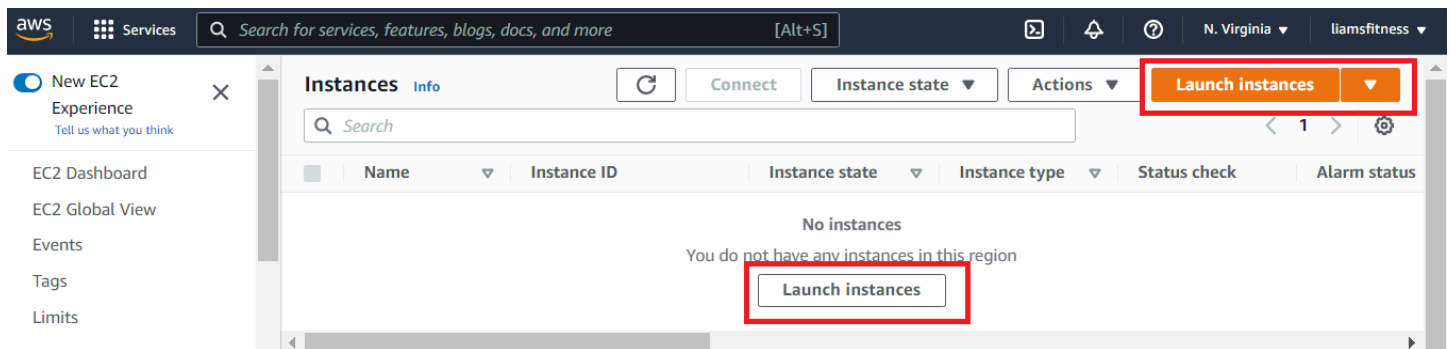 aws Services Search for services, features, blogs, docs, and more [Alt+S] N. Virginia liamsfitness
New EC2
Experience
Tell us what you think
EC2 Dashboard
EC2 Global View
Events
Tags
Limits
Instances Info Connect Instance state Actions Launch instances
Search 1
Name Instance ID Instance state Instance type Status check Alarm status
No instances
You do not have any instances in this region
Launch instances